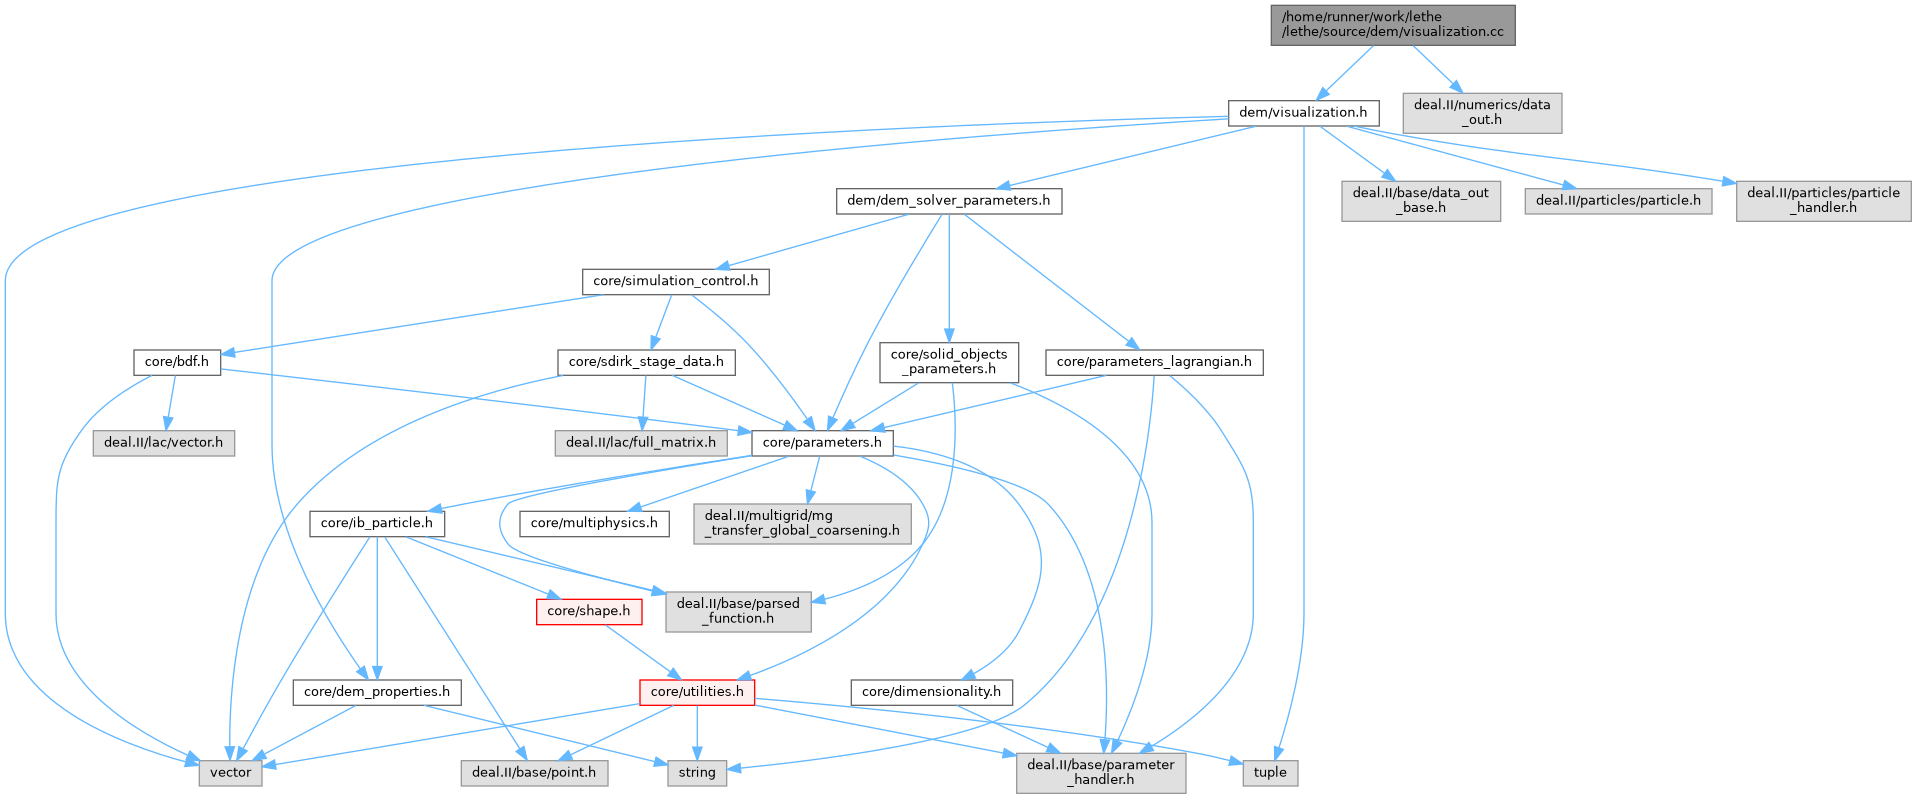 /home/runner/work/lethe
/lethe/source/dem/visualization.cc
dem/visualization.h
deal.II/numerics/data
_out.h
dem/dem_solver_parameters.h
deal.II/base/data_out
_base.h
deal.II/particles/particle.h
deal.II/particles/particle
_handler.h
core/simulation_control.h
core/bdf.h
core/sdirk_stage_data.h
core/solid_objects
_parameters.h
core/parameters_lagrangian.h
deal.II/lac/vector.h
deal.II/lac/full_matrix.h
core/parameters.h
core/ib_particle.h
core/multiphysics.h
deal.II/multigrid/mg
_transfer_global_coarsening.h
core/shape.h
deal.II/base/parsed
_function.h
core/dem_properties.h
core/utilities.h
core/dimensionality.h
vector
deal.II/base/point.h
string
deal.II/base/parameter
_handler.h
tuple